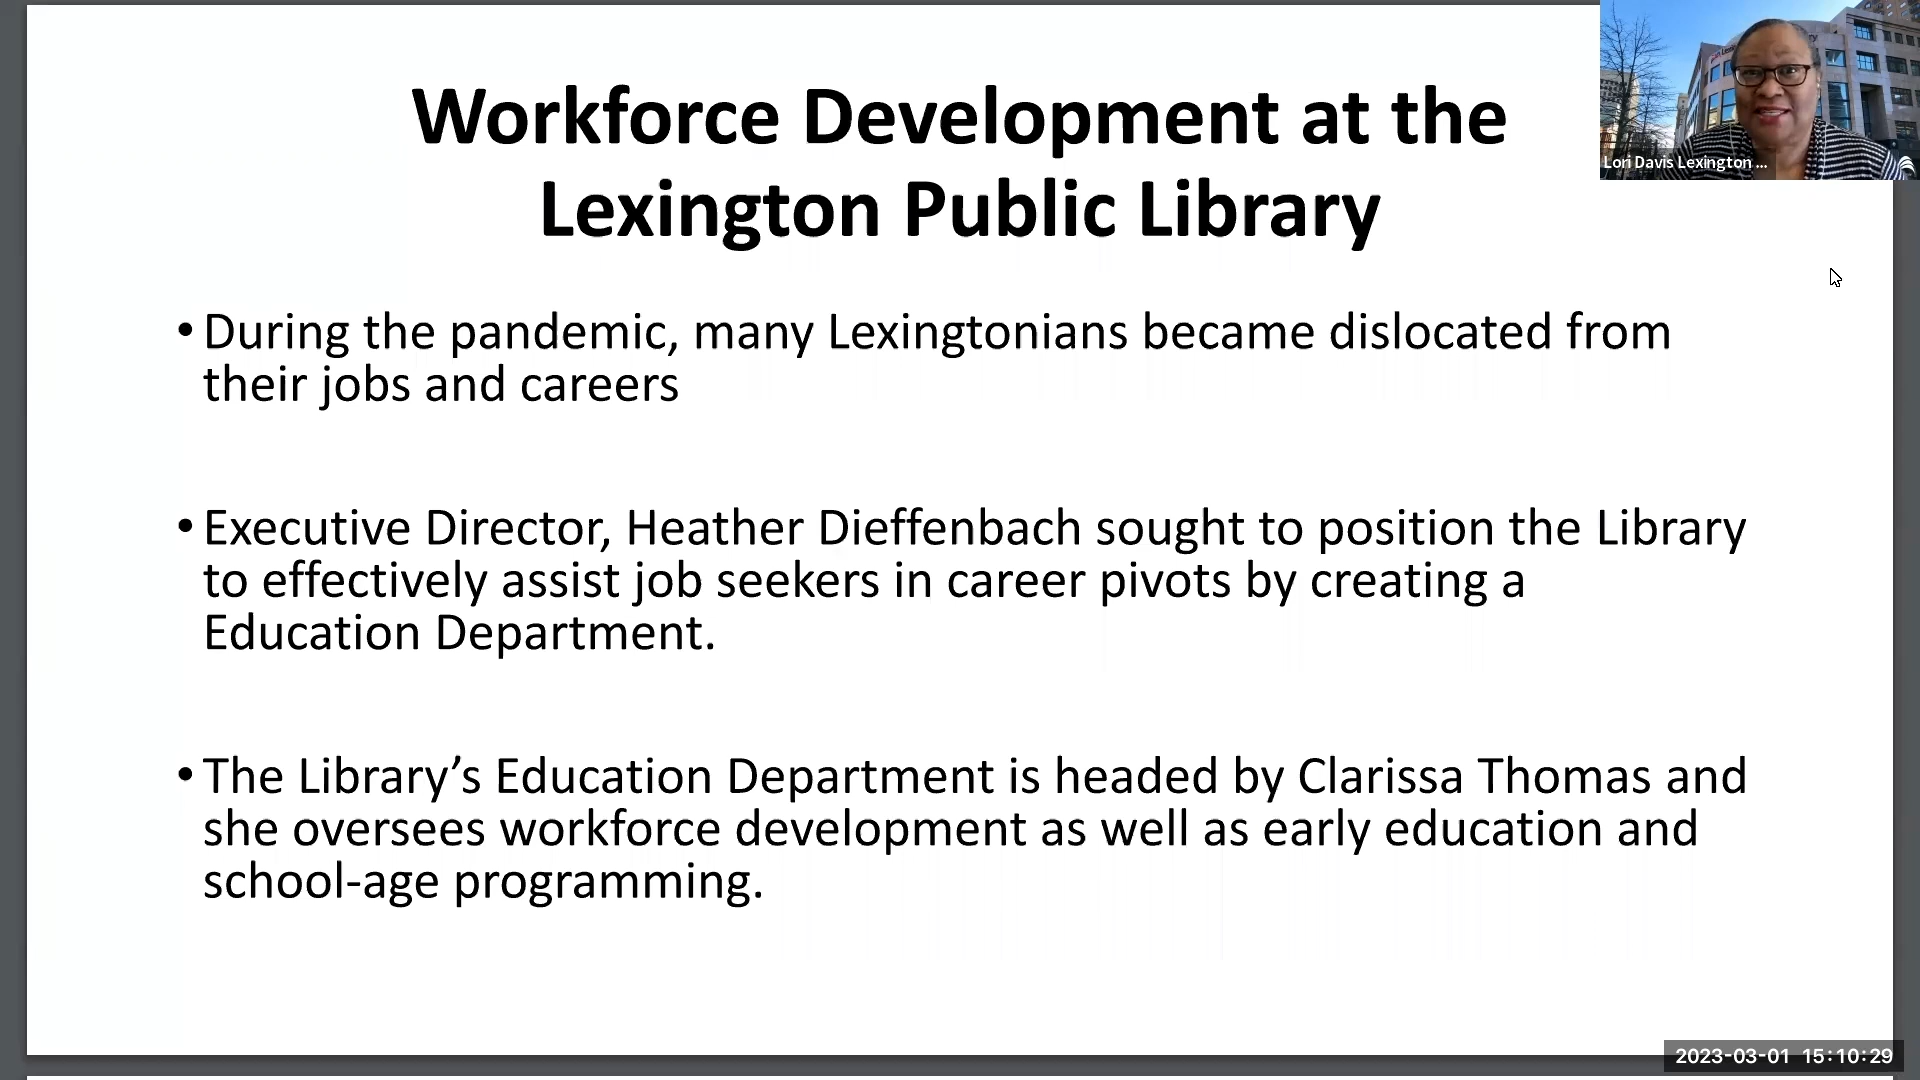 Workforce Development at the
Lexington Public Library
Lori Davis Lexington ...
• During the pandemic, many Lexingtonians became dislocated from
their jobs and careers
• Executive Director, Heather Dieffenbach sought to position the Library
to effectively assist job seekers in career pivots by creating a
Education Department.
• The Library’s Education Department is headed by Clarissa Thomas and
she oversees workforce development as well as early education and
school-age programming.
2023-03-01 15:10:29